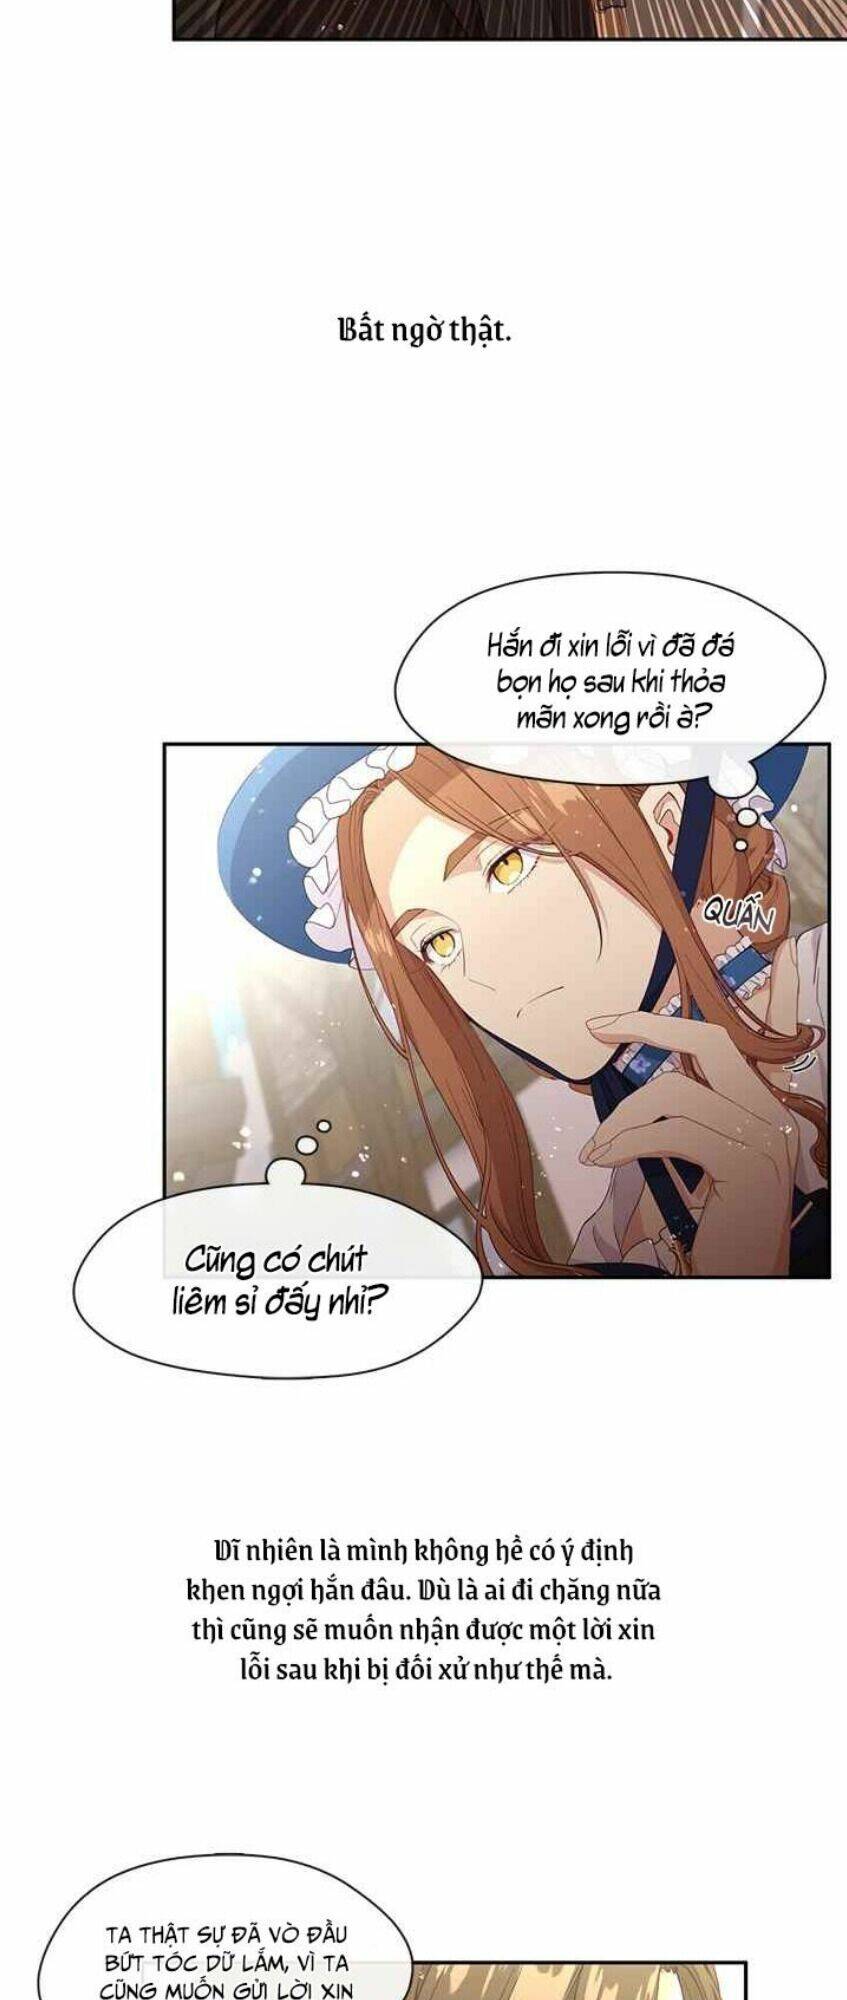 Bất ngờ thật.
Hắn đi xin lỗi vì đã đá
bọn họ sau khi thỏa
mãn xong rồi à?
QUẤN
Cũng có chút
liêm sỉ đấy nhỉ?
Dĩ nhiên là mình không hề có ý định
khen ngợi hắn đâu. Dù là ai đi chăng nữa
thì cũng sẽ muốn nhận được một lời xin
lỗi sau khi bị đối xử như thế mà.
TA THẬT SỰ ĐÃ VÒ ĐẦU
BỨT TÓC DỮ LẮM, VÌ TA
CŨNG MUỐN GỬI LỜI XIN